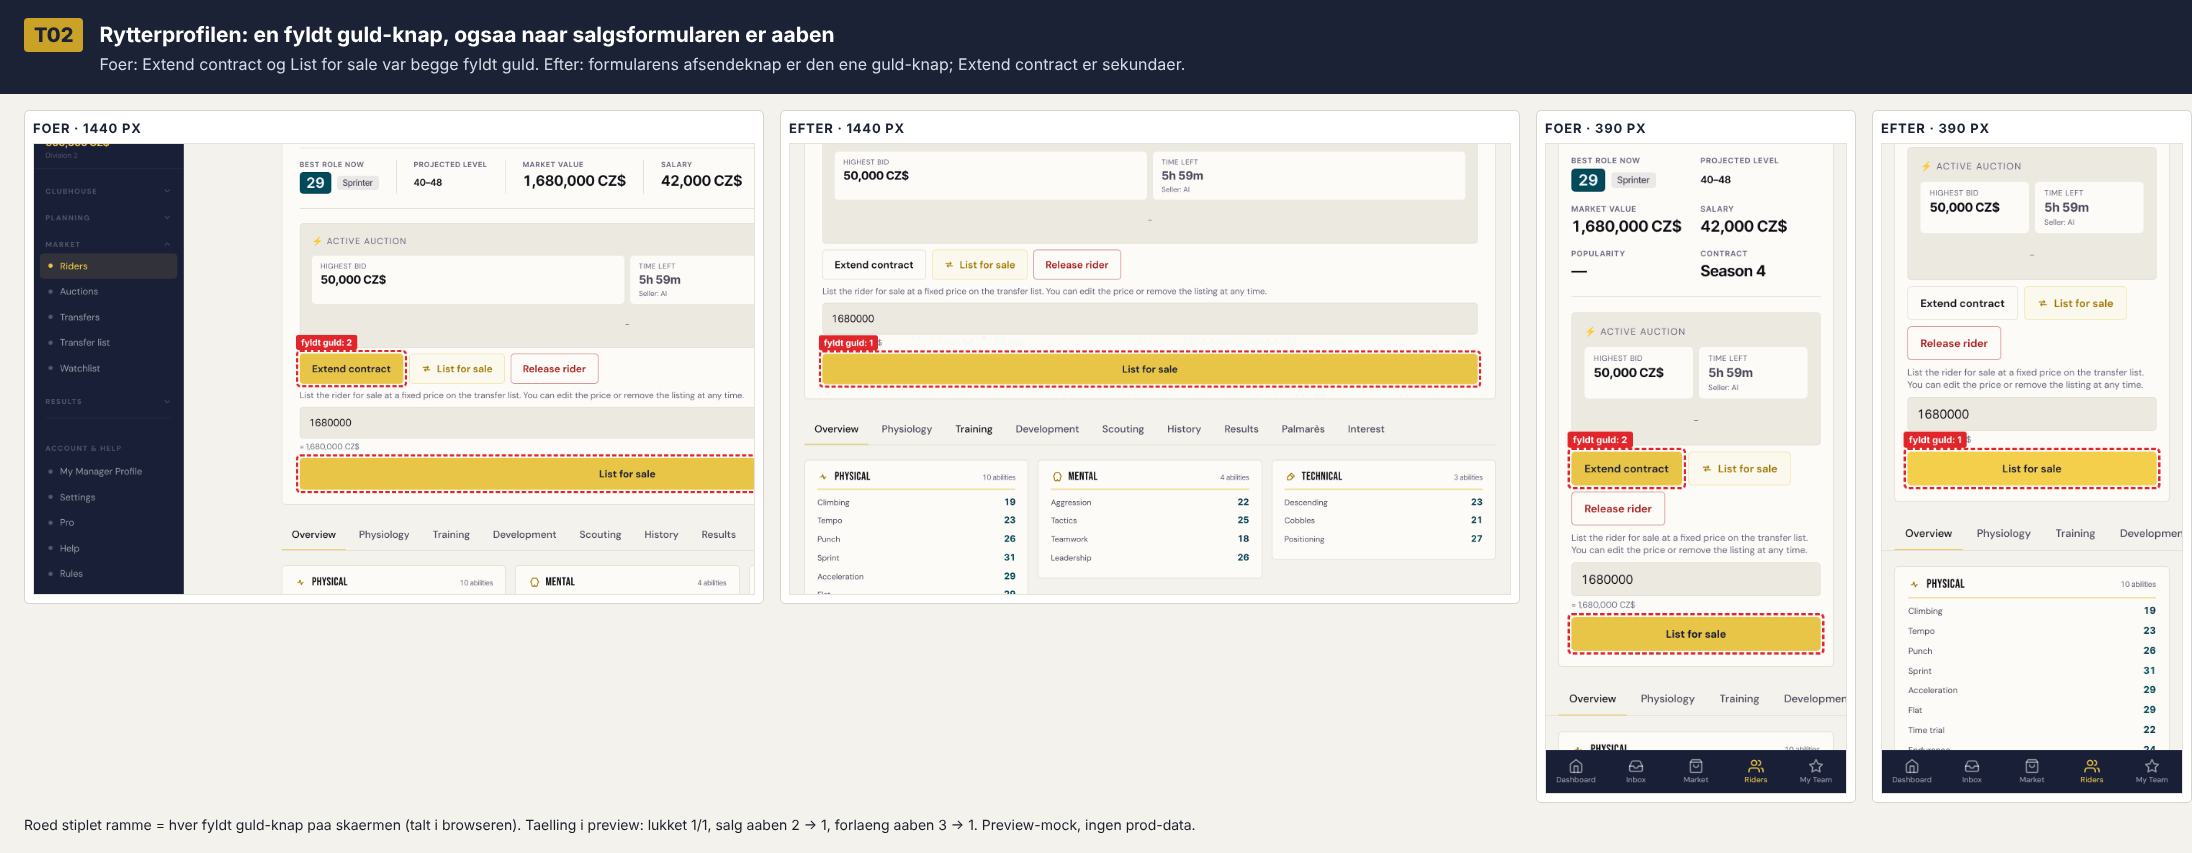 T02
Rytterprofilen: en fyldt guld-knap, ogsaa naar salgsformularen er aaben
Foer: Extend contract og List for sale var begge fyldt guld. Efter: formularens afsendeknap er den ene guld-knap; Extend contract er sekundaer.
FOER · 1440 PX
Division 2
CLUBHOUSE
PLANNING
MARKET
Riders
Auctions
Transfers
Transfer list
Watchlist
RESULTS
ACCOUNT & HELP
My Manager Profile
Settings
Pro
Help
Rules
BEST ROLE NOW PROJECTED LEVEL MARKET VALUE SALARY
29 Sprinter 40–48 1,680,000 CZ$ 42,000 CZ$
⚡ ACTIVE AUCTION
HIGHEST BID TIME LEFT
50,000 CZ$ 5h 59m
Seller: AI
-
fyldt guld: 2
Extend contract List for sale Release rider
List the rider for sale at a fixed price on the transfer list. You can edit the price or remove the listing at any time.
1680000
= 1,680,000 CZ$
List for sale
Overview Physiology Training Development Scouting History Results
PHYSICAL 10 abilities MENTAL 4 abilities
EFTER · 1440 PX
HIGHEST BID TIME LEFT
50,000 CZ$ 5h 59m
Seller: AI
-
Extend contract List for sale Release rider
List the rider for sale at a fixed price on the transfer list. You can edit the price or remove the listing at any time.
1680000
fyldt guld: 1 $
List for sale
Overview Physiology Training Development Scouting History Results Palmarès Interest
PHYSICAL 10 abilities
Climbing 19
Tempo 23
Punch 26
Sprint 31
Acceleration 29
Flat 29
MENTAL 4 abilities
Aggression 22
Tactics 25
Teamwork 18
Leadership 26
TECHNICAL 3 abilities
Descending 23
Cobbles 21
Positioning 27
FOER · 390 PX
BEST ROLE NOW PROJECTED LEVEL
29 Sprinter 40–48
MARKET VALUE SALARY
1,680,000 CZ$ 42,000 CZ$
POPULARITY CONTRACT
— Season 4
⚡ ACTIVE AUCTION
HIGHEST BID TIME LEFT
50,000 CZ$ 5h 59m
Seller: AI
-
fyldt guld: 2
Extend contract List for sale
Release rider
List the rider for sale at a fixed price on the transfer list.
You can edit the price or remove the listing at any time.
1680000
= 1,680,000 CZ$
List for sale
Overview Physiology Training Developmen
PHYSICAL 10 abilities
Dashboard Inbox Market Riders My Team
EFTER · 390 PX
⚡ ACTIVE AUCTION
HIGHEST BID TIME LEFT
50,000 CZ$ 5h 59m
Seller: AI
-
Extend contract List for sale
Release rider
List the rider for sale at a fixed price on the transfer list.
You can edit the price or remove the listing at any time.
1680000
fyldt guld: 1 $
List for sale
Overview Physiology Training Developmen
PHYSICAL 10 abilities
Climbing 19
Tempo 23
Punch 26
Sprint 31
Acceleration 29
Flat 29
Time trial 22
Endurance 24
Dashboard Inbox Market Riders My Team
Roed stiplet ramme = hver fyldt guld-knap paa skaermen (talt i browseren). Taelling i preview: lukket 1/1, salg aaben 2 → 1, forlaeng aaben 3 → 1. Preview-mock, ingen prod-data.